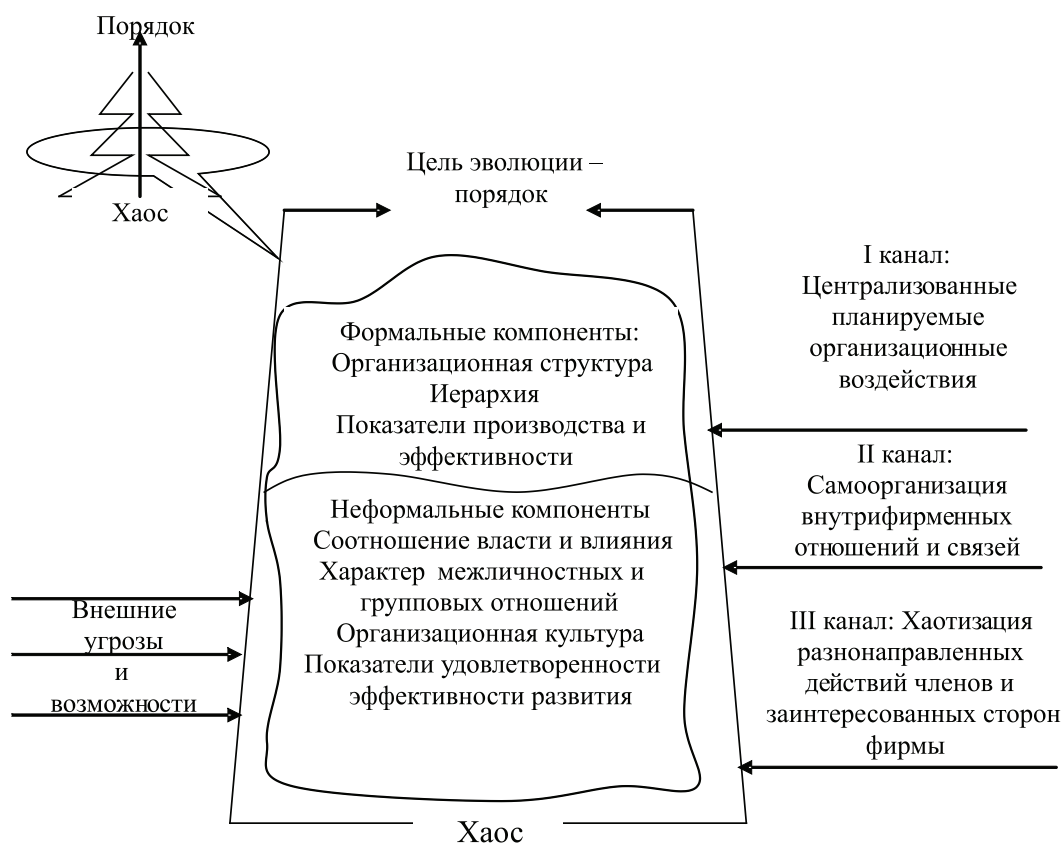 Порядок
Хаос
Цель эволюции –
порядок
Формальные компоненты:
Организационная структура
Иерархия
Показатели производства и
эффективности
Неформальные компоненты
Соотношение власти и влияния
Характер межличностных и
групповых отношений
Организационная культура
Показатели удовлетворенности
эффективности развития
Внешние
угрозы
и
возможности
I канал:
Централизованные
планируемые
организационные
воздействия
II канал:
Самоорганизация
внутрифирменных
отношений и связей
III канал: Хаотизация
разнонаправленных
действий членов и
заинтересованных сторон
фирмы
Хаос